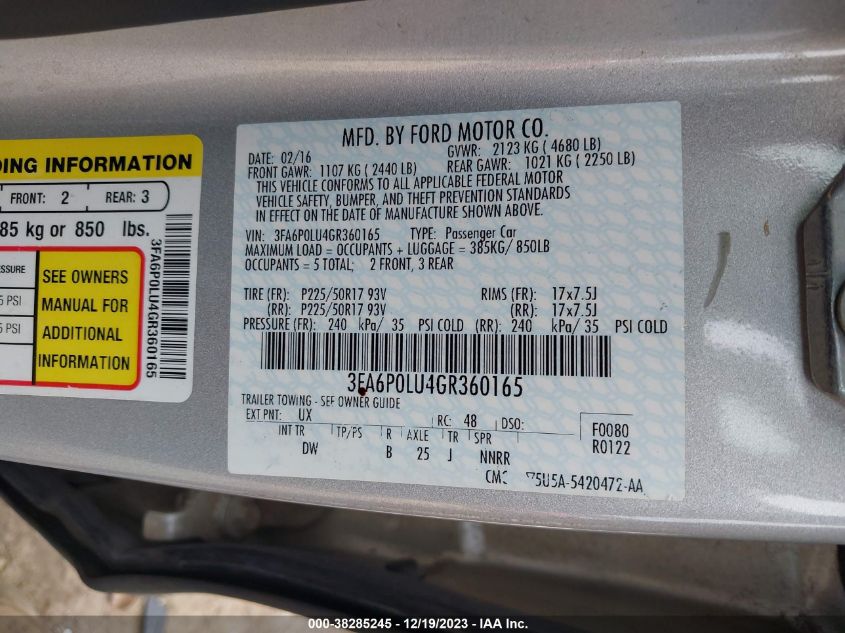 DING INFORMATION
FRONT: 2 REAR: 3
85 kg or 850 lbs.
ESSURE
5 PSI
5 PSI
SEE OWNERS
MANUAL FOR
ADDITIONAL
INFORMATION
3FA6P0LU4GR360165
MFD. BY FORD MOTOR CO.
DATE: 02/16 GVWR: 2123 KG ( 4680 LB)
FRONT GAWR: 1107 KG ( 2440 LB) REAR GAWR: 1021 KG ( 2250 LB)
THIS VEHICLE CONFORMS TO ALL APPLICABLE FEDERAL MOTOR
VEHICLE SAFETY, BUMPER, AND THEFT PREVENTION STANDARDS
IN EFFECT ON THE DATE OF MANUFACTURE SHOWN ABOVE.
VIN: 3FA6P0LU4GR360165 TYPE: Passenger Car
MAXIMUM LOAD = OCCUPANTS + LUGGAGE = 385KG/ 850LB
OCCUPANTS = 5 TOTAL; 2 FRONT, 3 REAR
TIRE (FR): P225/50R17 93V RIMS (FR): 17x7.5J
(RR): P225/50R17 93V (RR): 17x7.5J
PRESSURE (FR): 240 kPa/ 35 PSI COLD (RR): 240 kPa/ 35 PSI COLD
3FA6P0LU4GR360165
TRAILER TOWING - SEE OWNER GUIDE
EXT PNT: UX RC: 48 DSO: F0080
INT TR TP/PS R AXLE TR SPR R0122
DW B 25 J NNRR
5U5A-5420472-AA
000-38285245 - 12/19/2023 - IAA Inc.